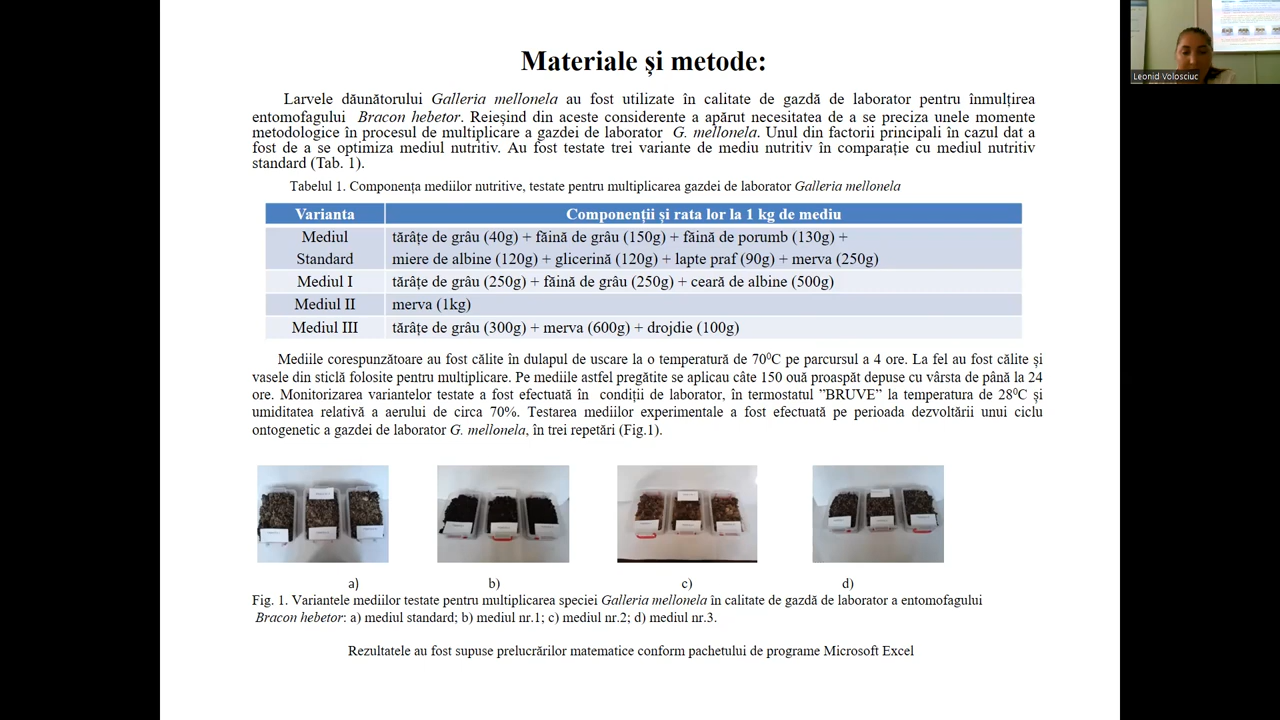 Materiale și metode:
Larvele dăunătorului Galleria mellonela au fost utilizate în calitate de gazdă de laborator pentru înmulțirea
entomofagului Bracon hebetor. Reieșind din aceste considerente a apărut necesitatea de a se preciza unele momente
metodologice în procesul de multiplicare a gazdei de laborator G. mellonela. Unul din factorii principali în cazul dat a
fost de a se optimiza mediul nutritiv. Au fost testate trei variante de mediu nutritiv în comparație cu mediul nutritiv
standard (Tab. 1).
Tabelul 1. Componența mediilor nutritive, testate pentru multiplicarea gazdei de laborator Galleria mellonela
Varianta Componenții și rata lor la 1 kg de mediu
Mediul tărâțe de grâu (40g) + făină de grâu (150g) + făină de porumb (130g) +
Standard miere de albine (120g) + glicerină (120g) + lapte praf (90g) + merva (250g)
Mediul I tărâțe de grâu (250g) + făină de grâu (250g) + ceară de albine (500g)
Mediul II merva (1kg)
Mediul III tărâțe de grâu (300g) + merva (600g) + drojdie (100g)
Mediile corespunzătoare au fost călite în dulapul de uscare la o temperatură de 70⁰C pe parcursul a 4 ore. La fel au fost călite și
vasele din sticlă folosite pentru multiplicare. Pe mediile astfel pregătite se aplicau câte 150 ouă proaspăt depuse cu vârsta de până la 24
ore. Monitorizarea variantelor testate a fost efectuată în condiții de laborator, în termostatul ”BRUVE” la temperatura de 28⁰C și
umiditatea relativă a aerului de circa 70%. Testarea mediilor experimentale a fost efectuată pe perioada dezvoltării unui ciclu
ontogenetic a gazdei de laborator G. mellonela, în trei repetări (Fig.1).
a) b) c) d)
Fig. 1. Variantele mediilor testate pentru multiplicarea speciei Galleria mellonela în calitate de gazdă de laborator a entomofagului
Bracon hebetor: a) mediul standard; b) mediul nr.1; c) mediul nr.2; d) mediul nr.3.
Rezultatele au fost supuse prelucrărilor matematice conform pachetului de programe Microsoft Excel
Leonid Volosciuc